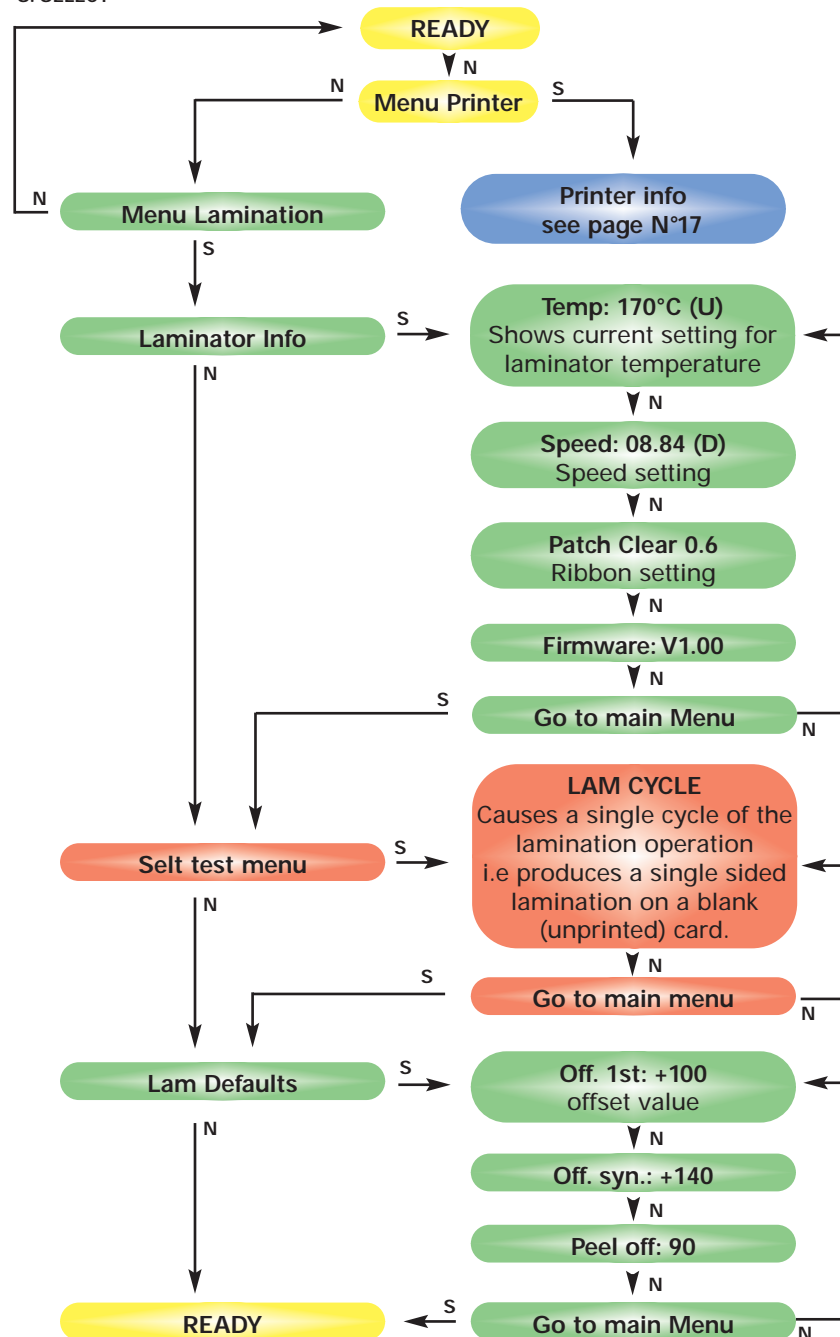 READY
N
Menu Printer
N
S
N
Menu Lamination
Printer info
see page N°17
S
Laminator Info
S
Temp: 170°C (U)
Shows current setting for
laminator temperature
N
N
Speed: 08.84 (D)
Speed setting
N
Patch Clear 0.6
Ribbon setting
N
Firmware: V1.00
N
S
Go to main Menu
N
LAM CYCLE
Causes a single cycle of the
lamination operation
i.e produces a single sided
lamination on a blank
(unprinted) card.
Selt test menu
S
N
N
S
Go to main menu
N
Lam Defaults
S
Off. 1st: +100
offset value
N
N
Off. syn.: +140
N
Peel off: 90
N
READY
S
Go to main Menu
N